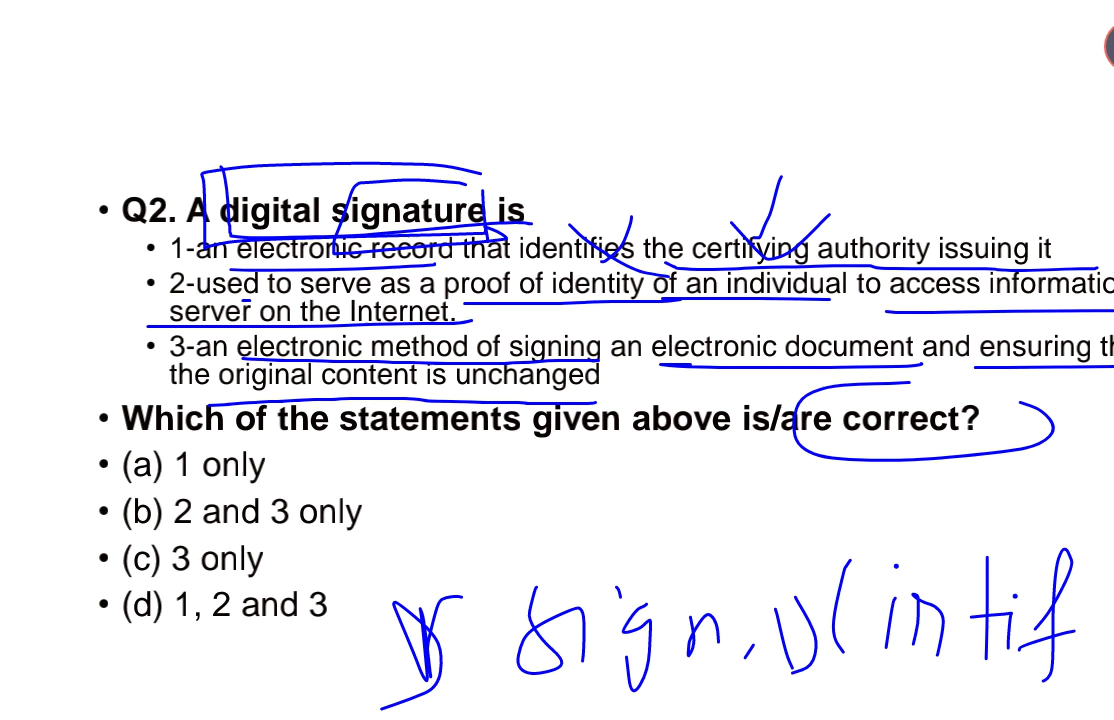 • Q2. A digital signature is
• 1-an electronic record that identifies the certifying authority issuing it
• 2-used to serve as a proof of identity of an individual to access informatio
server on the Internet.
• 3-an electronic method of signing an electronic document and ensuring th
the original content is unchanged
• Which of the statements given above is/are correct?
• (a) 1 only
• (b) 2 and 3 only
• (c) 3 only
• (d) 1, 2 and 3
sign